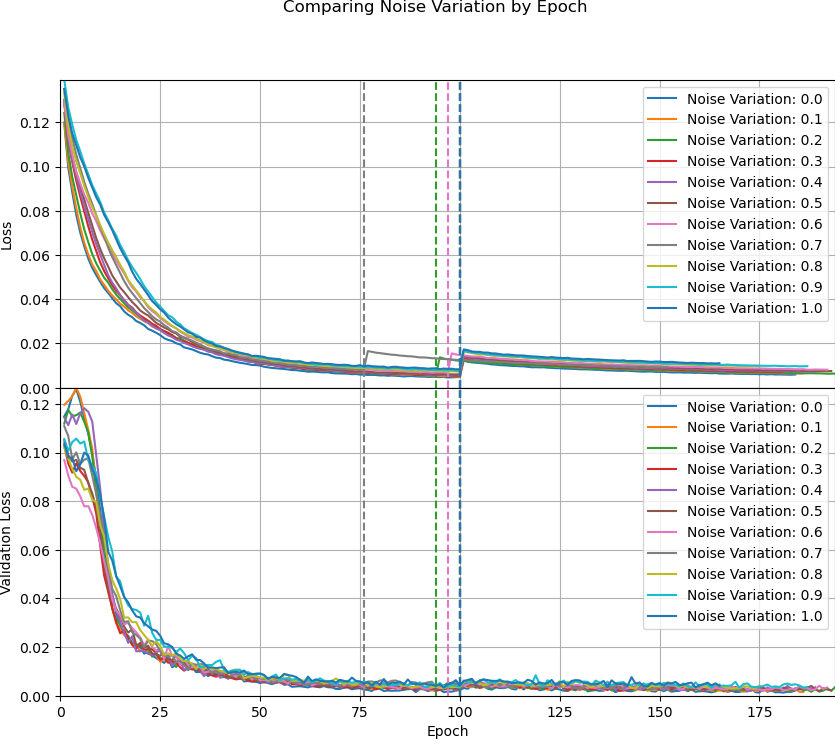 Comparing Noise Variation by Epoch
0.12
0.10
0.08
0.06
0.04
0.02
0.00
Loss
Noise Variation: 0.0
Noise Variation: 0.1
Noise Variation: 0.2
Noise Variation: 0.3
Noise Variation: 0.4
Noise Variation: 0.5
Noise Variation: 0.6
Noise Variation: 0.7
Noise Variation: 0.8
Noise Variation: 0.9
Noise Variation: 1.0
0.12
0.10
0.08
0.06
0.04
0.02
0.00
Validation Loss
Noise Variation: 0.0
Noise Variation: 0.1
Noise Variation: 0.2
Noise Variation: 0.3
Noise Variation: 0.4
Noise Variation: 0.5
Noise Variation: 0.6
Noise Variation: 0.7
Noise Variation: 0.8
Noise Variation: 0.9
Noise Variation: 1.0
0 25 50 75 100 125 150 175
Epoch